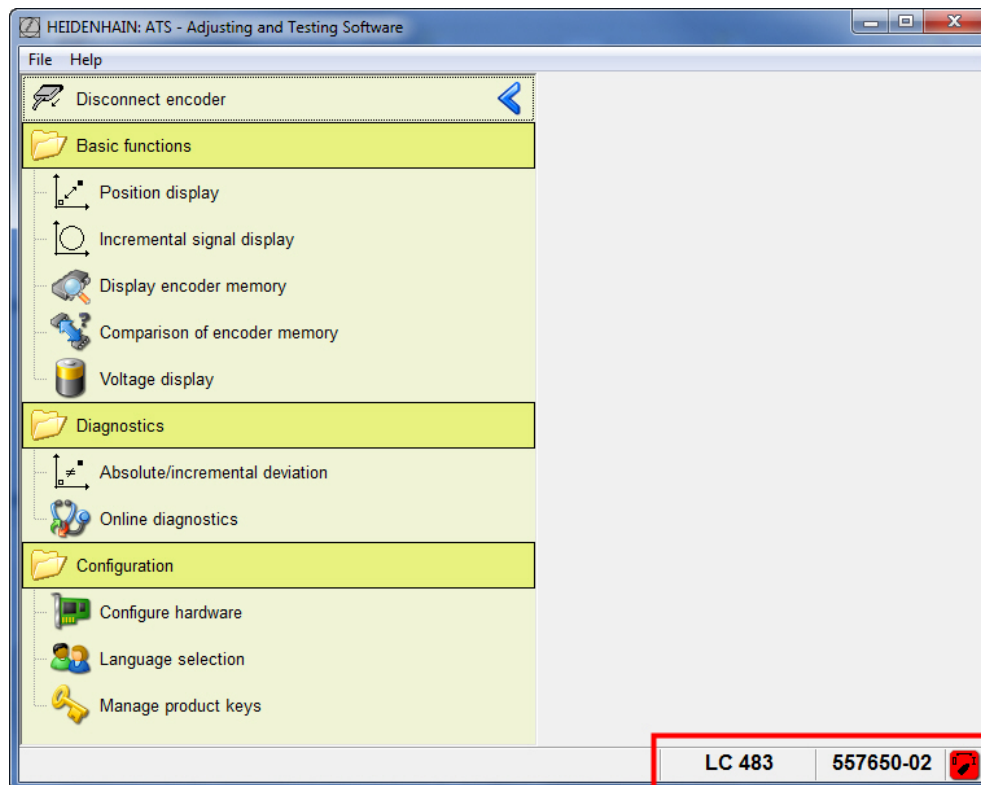 HEIDENHAIN: ATS - Adjusting and Testing Software
File Help
Disconnect encoder
Basic functions
Position display
Incremental signal display
Display encoder memory
Comparison of encoder memory
Voltage display
Diagnostics
Absolute/incremental deviation
Online diagnostics
Configuration
Configure hardware
Language selection
Manage product keys
LC 483 557650-02